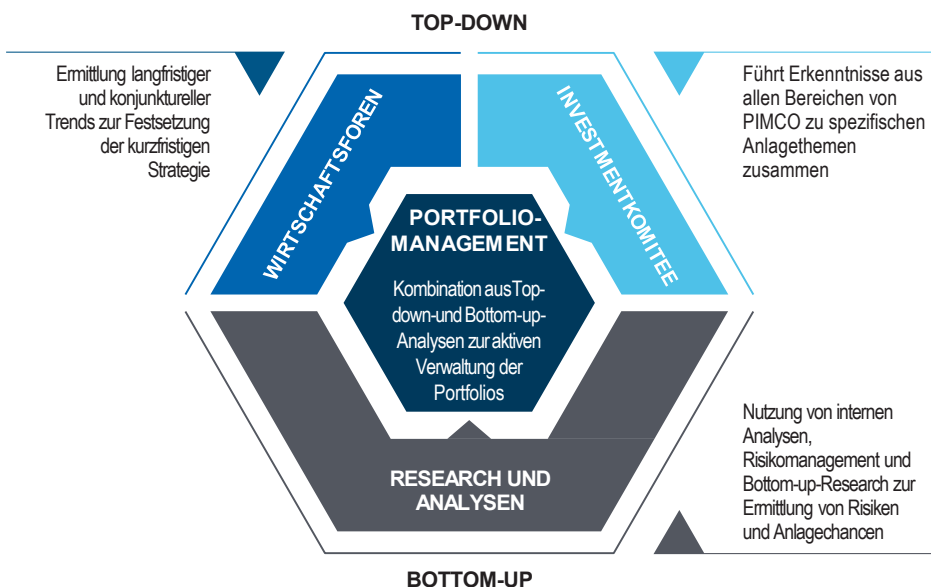 TOP-DOWN
Ermittlung langfristiger
und konjunktureller
Trends zur Festsetzung
der kurzfristigen
Strategie
WIRTSCHAFTSFOREN
INVESTMENTKOMITEE
Führt Erkenntnisse aus
allen Bereichen von
PIMCO zu spezifischen
Anlagethemen
zusammen
PORTFOLIO-
MANAGEMENT
Kombination aus Top-
down-und Bottom-up-
Analysen zur aktiven
Verwaltung der
Portfolios
RESEARCH UND
ANALYSEN
Nutzung von internen
Analysen,
Risikomanagement und
Bottom-up-Research zur
Ermittlung von Risiken
und Anlagechancen
BOTTOM-UP